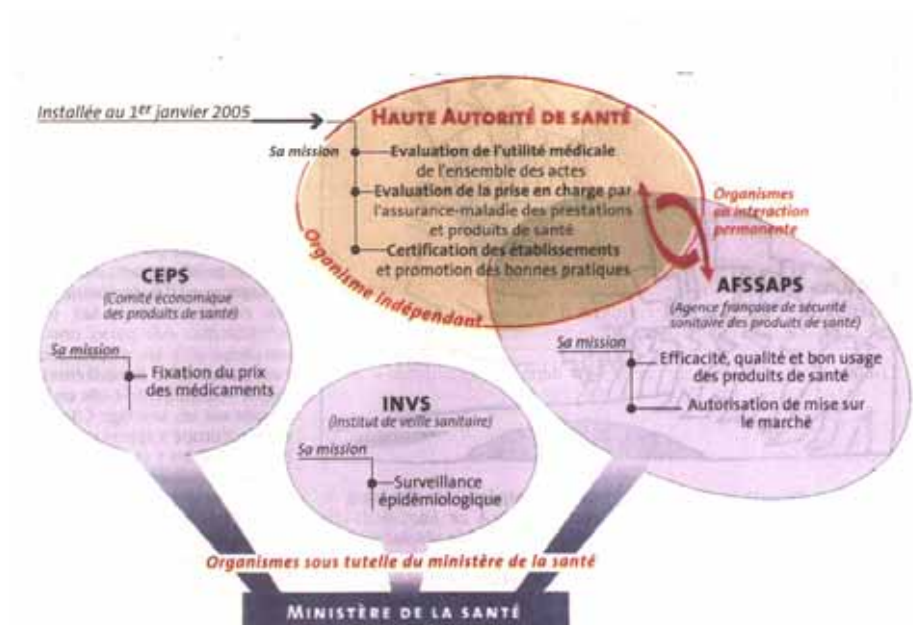 Installée au 1er janvier 2005
HAUTE AUTORITÉ DE SANTÉ
Sa mission
Evaluation de l'utilité médicale
de l'ensemble des actes
Evaluation de la prise en charge par
l'assurance-maladie des prestations
et produits de santé
Certification des établissements
et promotion des bonnes pratiques
Organisme indépendant
Organismes
en interaction
permanente
CEPS
(Comité économique
des produits de santé)
Sa mission
Fixation du prix
des médicaments
INVS
(Institut de veille sanitaire)
Sa mission
Surveillance
épidémiologique
AFSSAPS
(Agence française de sécurité
sanitaire des produits de santé)
Sa mission
Efficacité, qualité et bon usage
des produits de santé
Autorisation de mise sur
le marché
Organismes sous tutelle du ministère de la santé
MINISTÈRE DE LA SANTÉ